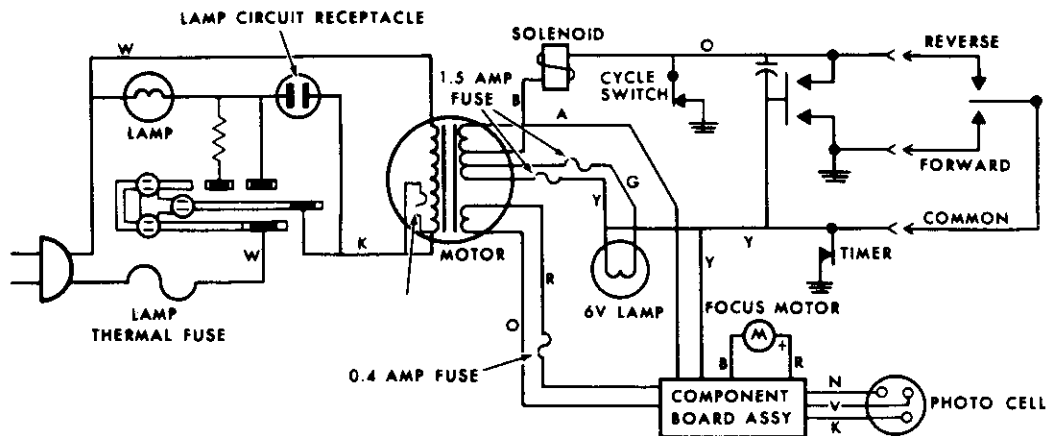 LAMP CIRCUIT RECEPTACLE
W
LAMP
W
K
LAMP
THERMAL FUSE
MOTOR
1.5 AMP
FUSE
SOLENOID
B
A
O
CYCLE
SWITCH
REVERSE
FORWARD
COMMON
G
Y
Y
Y
TIMER
6V LAMP
R
O
0.4 AMP FUSE
FOCUS MOTOR
M
+
B
R
COMPONENT
BOARD ASSY
N
V
K
PHOTO CELL